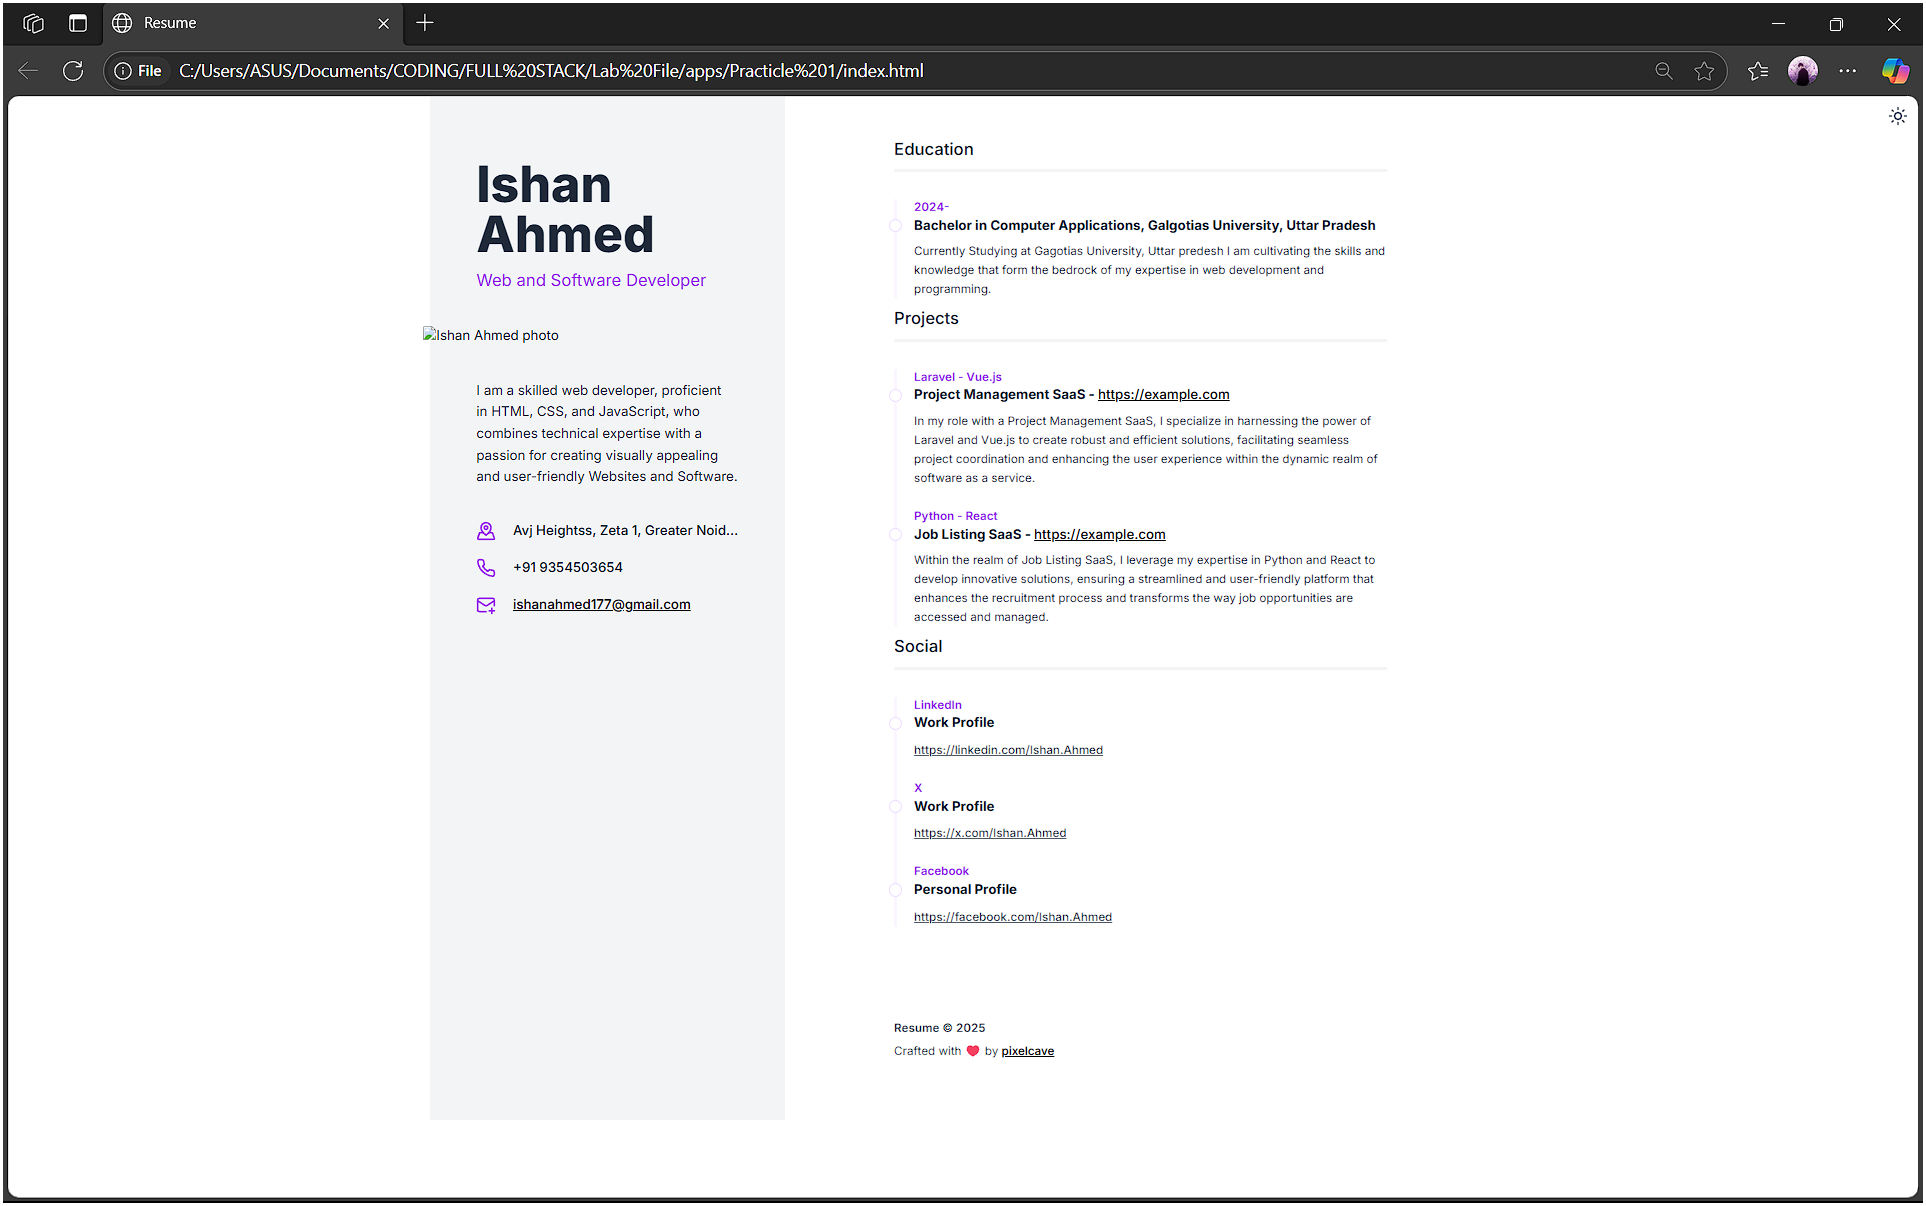 Resume
File C:/Users/ASUS/Documents/CODING/FULL%20STACK/Lab%20File/apps/Practicle%201/index.html
Ishan
Ahmed
Web and Software Developer
Ishan Ahmed photo
I am a skilled web developer, proficient
in HTML, CSS, and JavaScript, who
combines technical expertise with a
passion for creating visually appealing
and user-friendly Websites and Software.
Avj Heightss, Zeta 1, Greater Noid...
+91 9354503654
ishanahmed177@gmail.com
Education
2024-
Bachelor in Computer Applications, Galgotias University, Uttar Pradesh
Currently Studying at Gagotias University, Uttar predesh I am cultivating the skills and
knowledge that form the bedrock of my expertise in web development and
programming.
Projects
Laravel - Vue.js
Project Management SaaS - https://example.com
In my role with a Project Management SaaS, I specialize in harnessing the power of
Laravel and Vue.js to create robust and efficient solutions, facilitating seamless
project coordination and enhancing the user experience within the dynamic realm of
software as a service.
Python - React
Job Listing SaaS - https://example.com
Within the realm of Job Listing SaaS, I leverage my expertise in Python and React to
develop innovative solutions, ensuring a streamlined and user-friendly platform that
enhances the recruitment process and transforms the way job opportunities are
accessed and managed.
Social
LinkedIn
Work Profile
https://linkedin.com/Ishan.Ahmed
X
Work Profile
https://x.com/Ishan.Ahmed
Facebook
Personal Profile
https://facebook.com/Ishan.Ahmed
Resume © 2025
Crafted with ❤️ by pixelcave